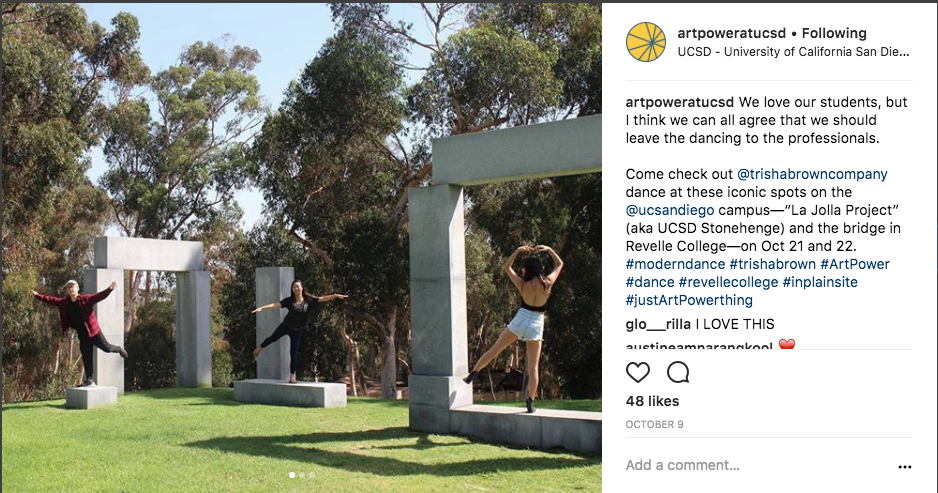 artpoweratucsd • Following
UCSD - University of California San Die...
artpoweratucsd We love our students, but
I think we can all agree that we should
leave the dancing to the professionals.
Come check out @trishabrowncompany
dance at these iconic spots on the
@ucsandiego campus—“La Jolla Project”
(aka UCSD Stonehenge) and the bridge in
Revelle College—on Oct 21 and 22.
#moderndance #trishabrown #ArtPower
#dance #revellecollege #inplainsite
#justArtPowerthing
glo___rilla I LOVE THIS
austineamnarangkool
48 likes
OCTOBER 9
Add a comment...